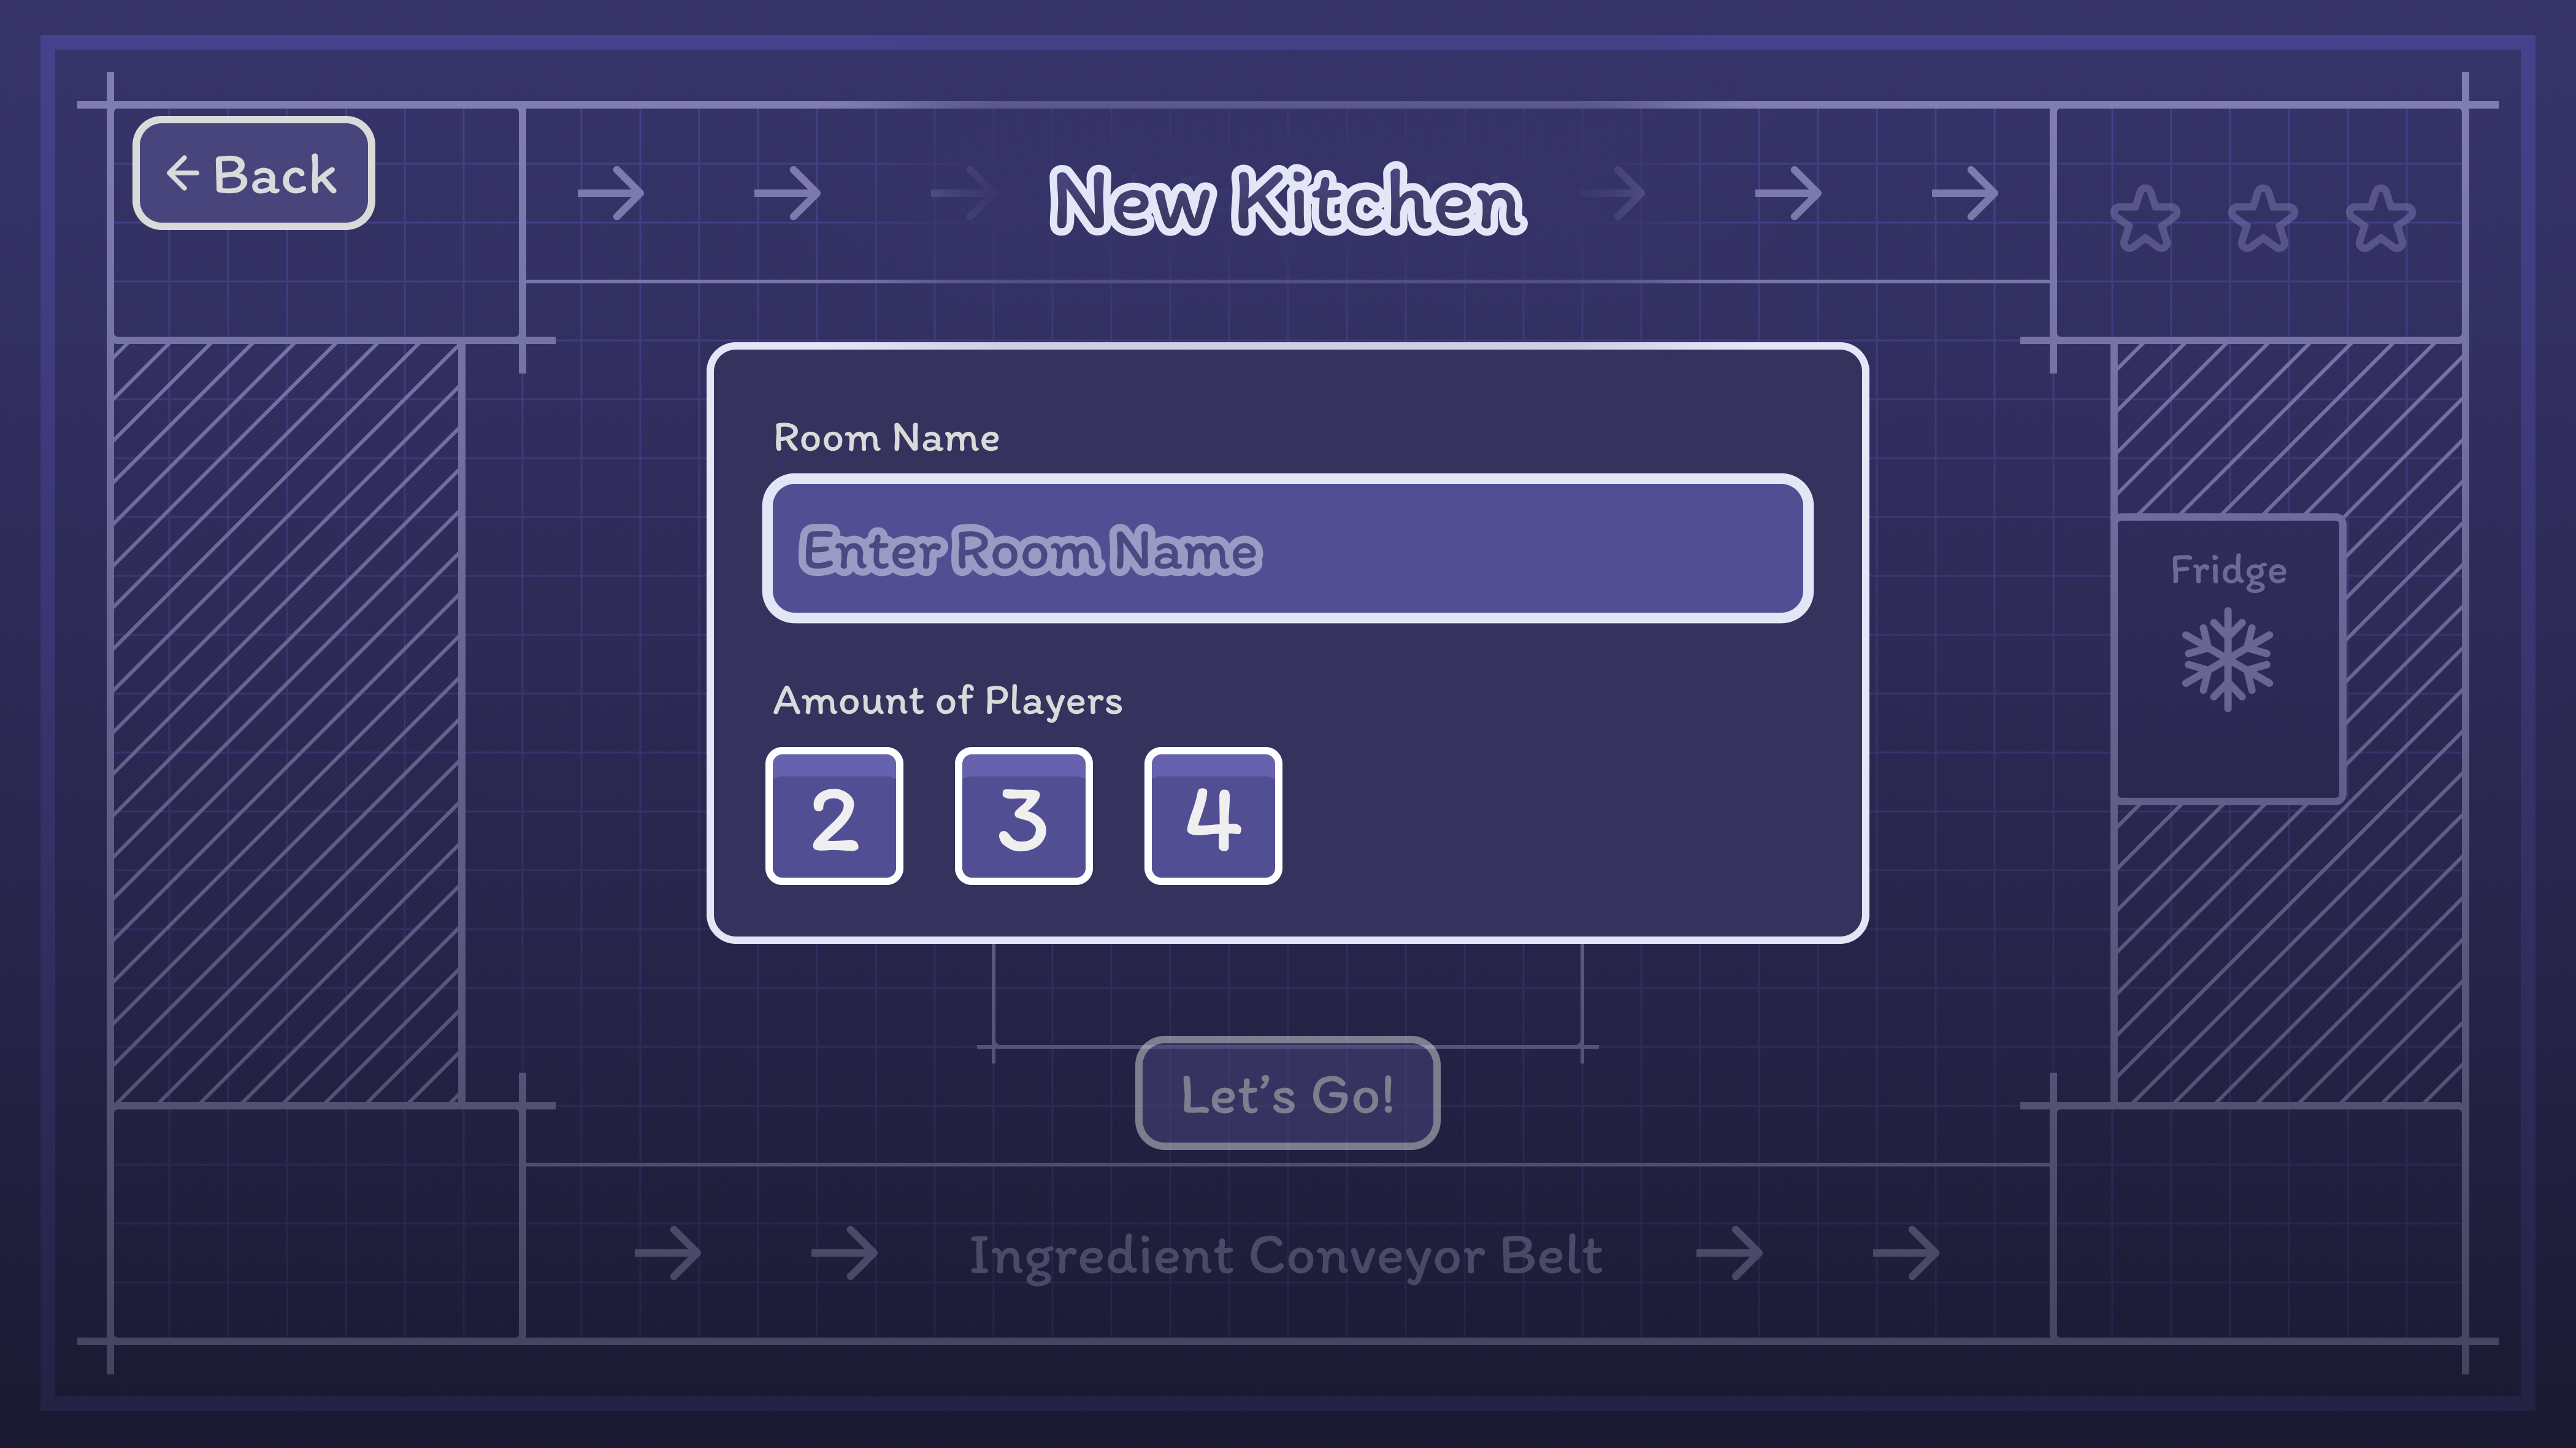 Back
New Kitchen
Room Name
Enter Room Name
Fridge
Amount of Players
2 3 4
Let's Go!
Ingredient Conveyor Belt